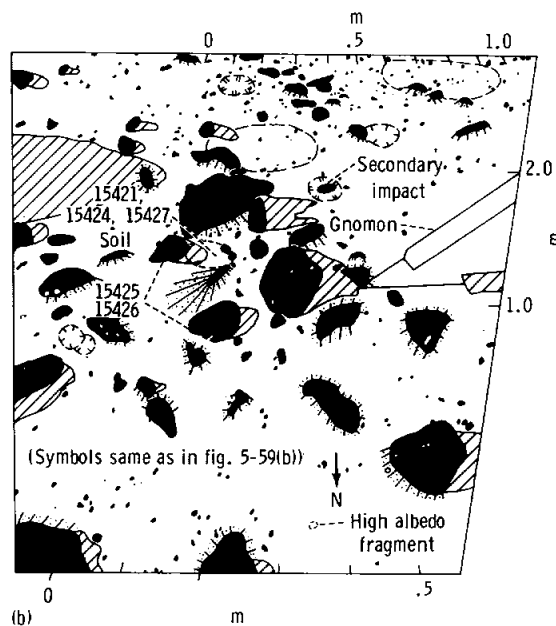 m
0 .5 1.0
2.0
Secondary
impact
15421,
15424, 15427
Gnomon
m
Soil
15425
15426
1.0
(Symbols same as in fig. 5-59(b))
N
High albedo
fragment
0 .5
(b) m